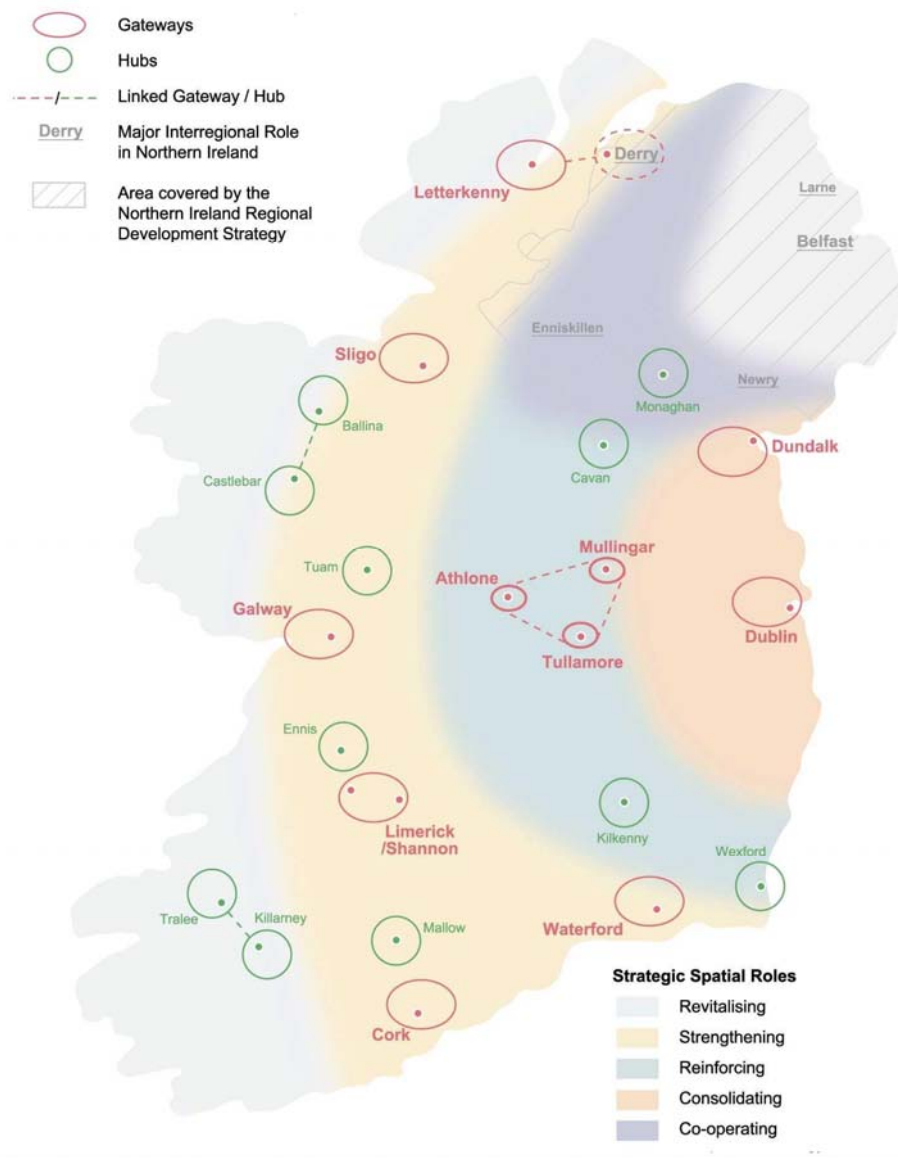 Gateways
Hubs
Linked Gateway / Hub
Derry
Major Interregional Role
in Northern Ireland
Area covered by the
Northern Ireland Regional
Development Strategy
Letterkenny
Derry
Larne
Belfast
Enniskillen
Sligo
Newry
Monaghan
Ballina
Dundalk
Castlebar
Cavan
Mullingar
Tuam
Athlone
Galway
Dublin
Tullamore
Ennis
Limerick
/Shannon
Kilkenny
Wexford
Tralee
Killarney
Mallow
Waterford
Cork
Strategic Spatial Roles
Revitalising
Strengthening
Reinforcing
Consolidating
Co-operating